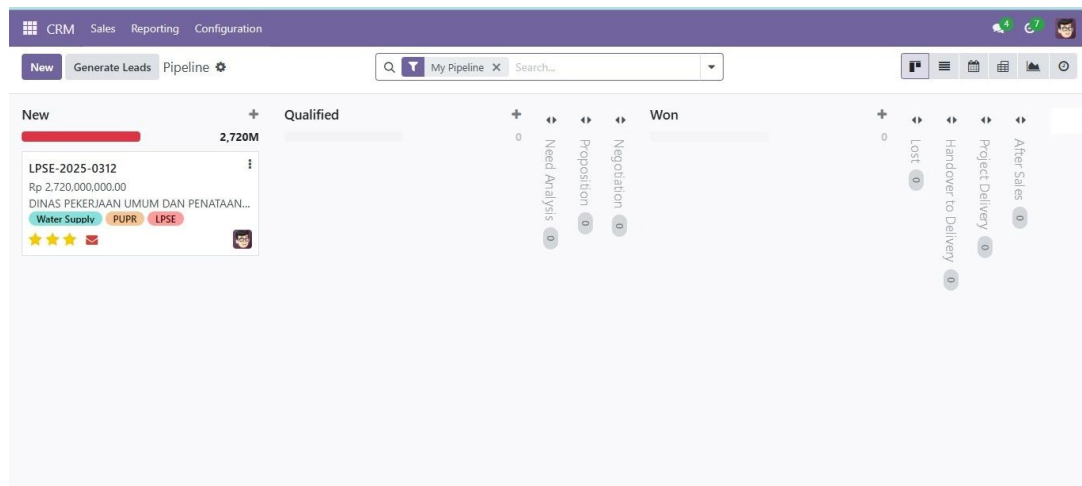 CRM Sales Reporting Configuration 4 7
New Generate Leads Pipeline My Pipeline Search...
New
2,720M
LPSE-2025-0312
Rp 2,720,000,000.00
DINAS PEKERJAAN UMUM DAN PENATAAN...
Water Supply PUPR LPSE
Qualified
0
Need Analysis 0
Proposition 0
Negotiation 0
Won
0
Lost 0
Handover to Delivery 0
Project Delivery 0
After Sales 0